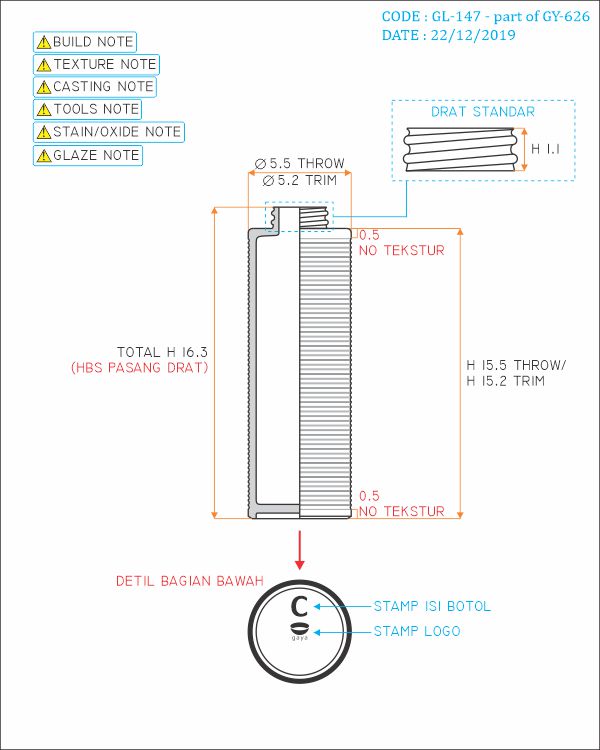 CODE : GL-147 - part of GY-626
DATE : 22/12/2019
BUILD NOTE
TEXTURE NOTE
CASTING NOTE
TOOLS NOTE
STAIN/OXIDE NOTE
GLAZE NOTE
DRAT STANDAR
H 1.1
Ø 5.5 THROW
Ø 5.2 TRIM
0.5
NO TEKSTUR
TOTAL H 16.3
(HBS PASANG DRAT)
H 15.5 THROW/
H 15.2 TRIM
0.5
NO TEKSTUR
DETIL BAGIAN BAWAH
C
STAMP ISI BOTOL
gaya
STAMP LOGO